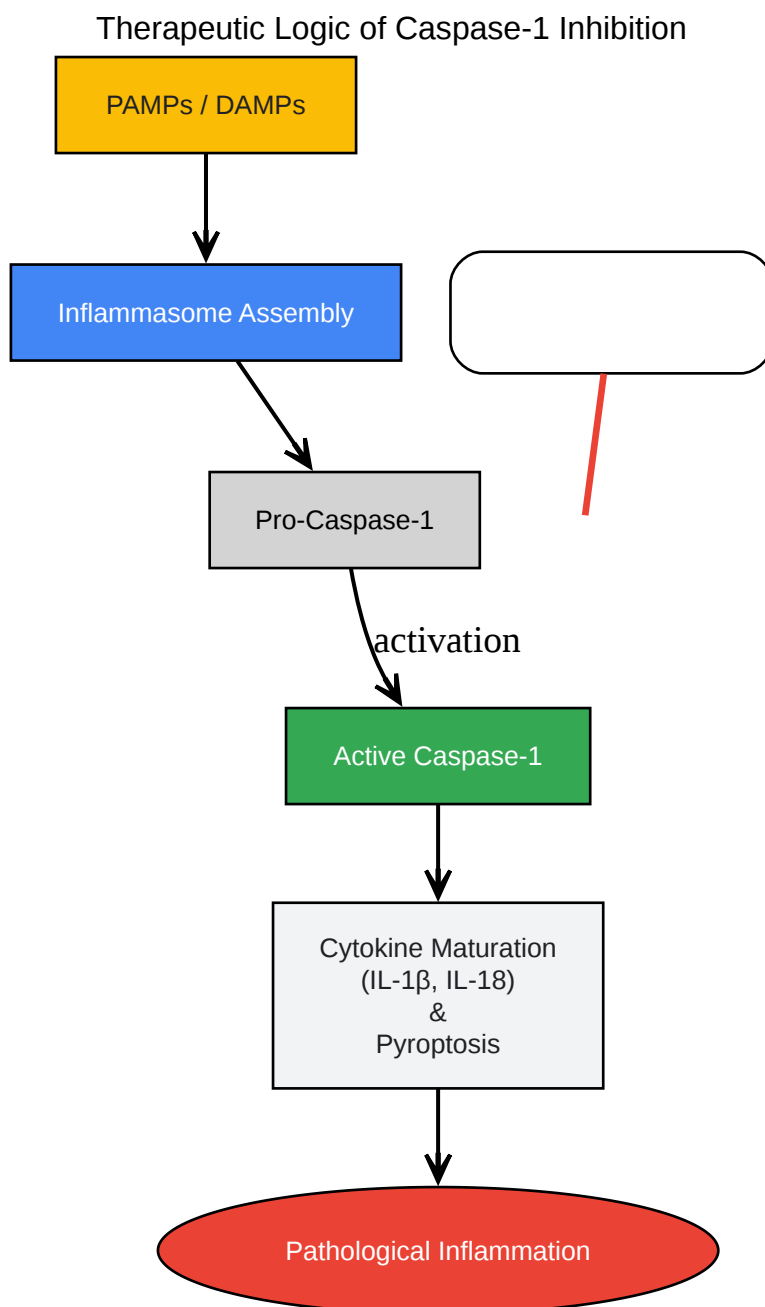 Therapeutic Logic of Caspase-1 Inhibition
PAMPs / DAMPs
Inflammasome Assembly
Pro-Caspase-1
activation
Active Caspase-1
Cytokine Maturation
(IL-1β, IL-18)
&
Pyroptosis
Pathological Inflammation